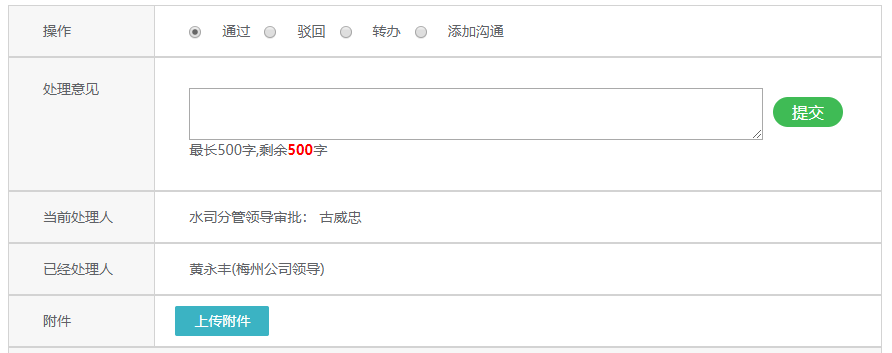 操作 通过 驳回 转办 添加沟通
处理意见
提交
最长500字,剩余500字
当前处理人 水司分管领导审批： 古威忠
已经处理人 黄永丰(梅州公司领导)
附件 上传附件